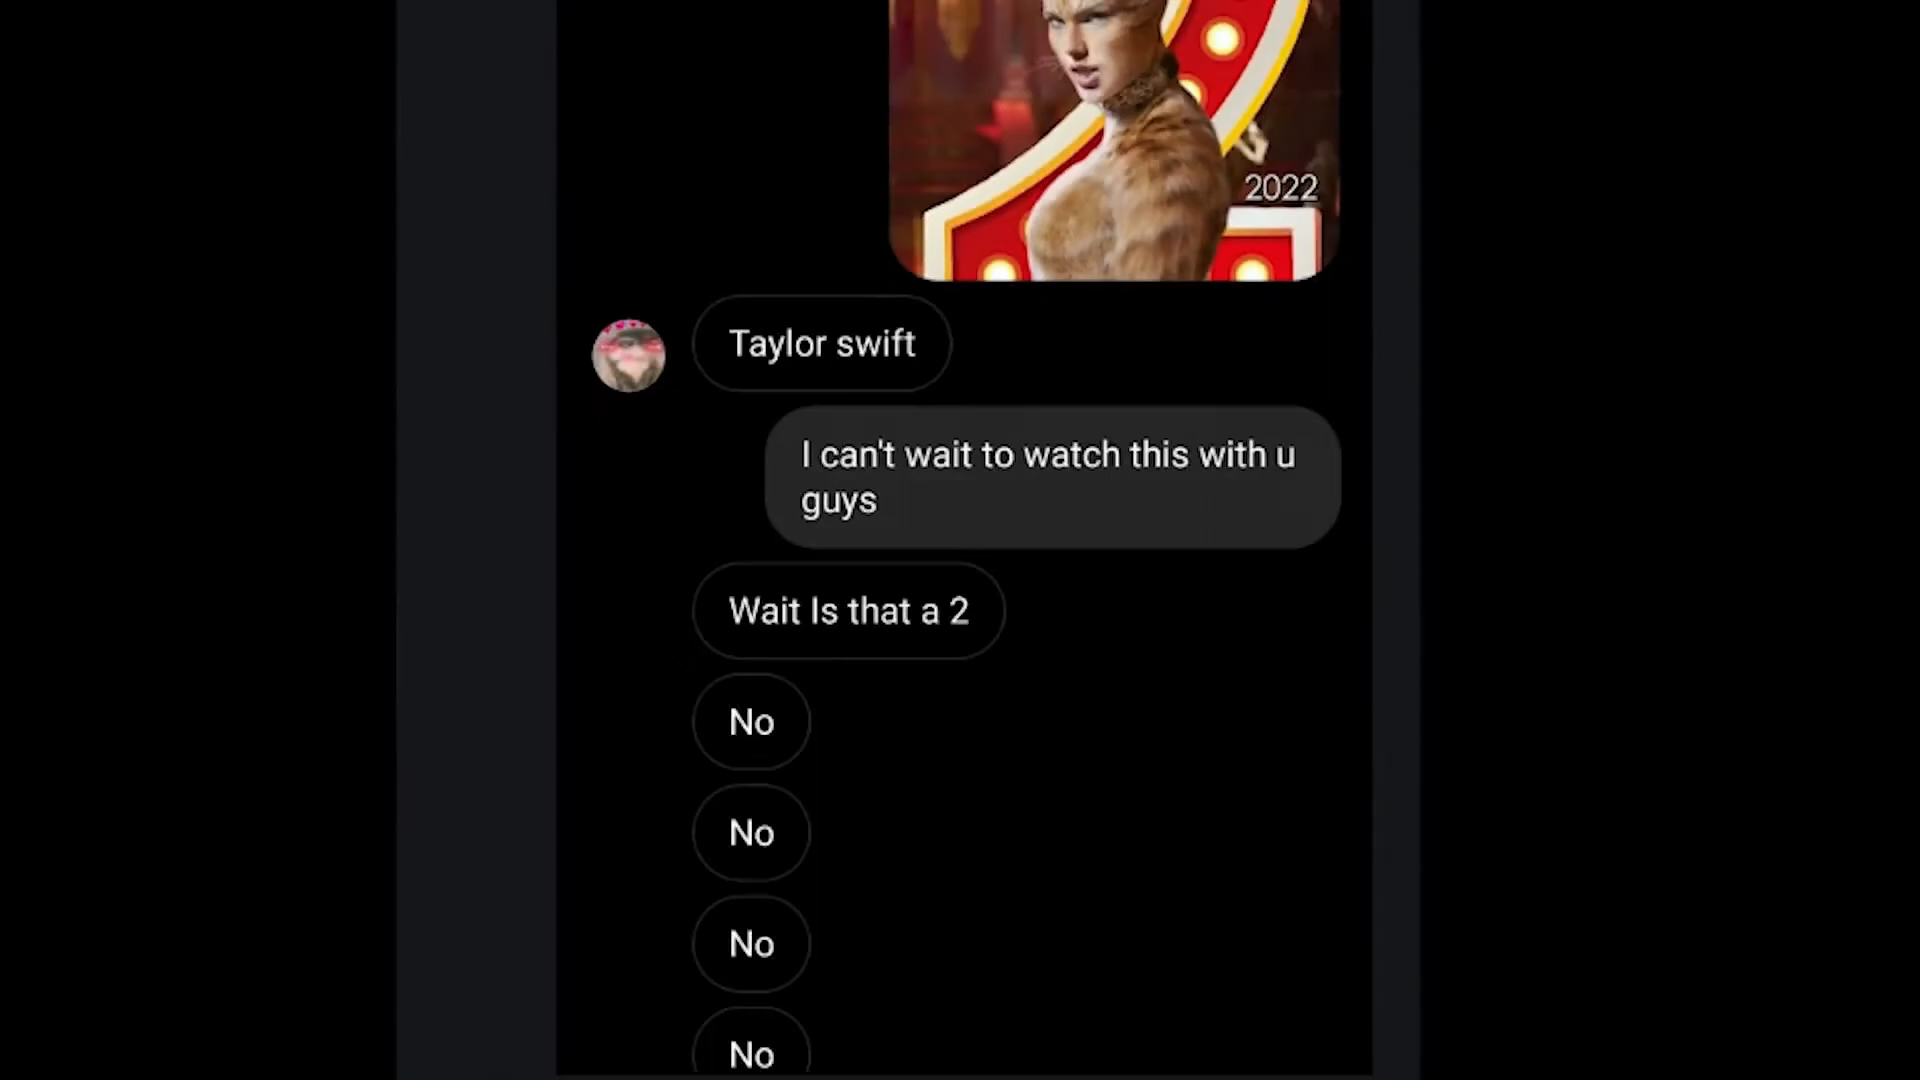 2022
Taylor swift
I can't wait to watch this with u
guys
Wait Is that a 2
No
No
No
No